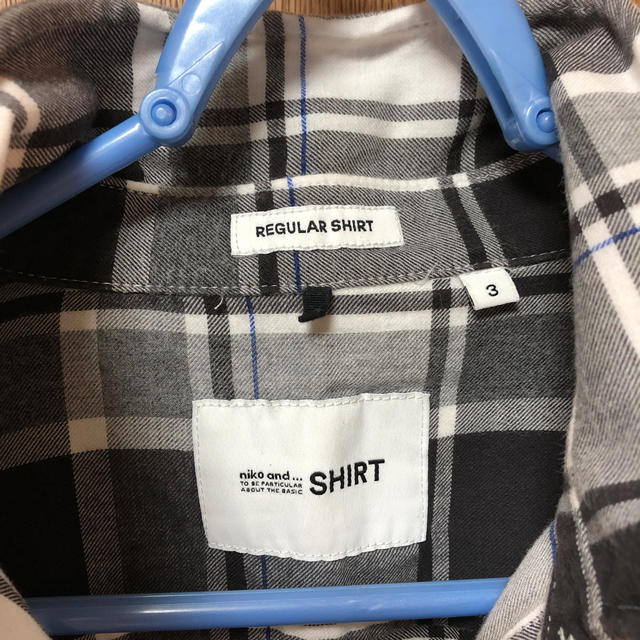 REGULAR SHIRT
3
niko and...
TO BE PARTICULAR
ABOUT THE BASIC
SHIRT